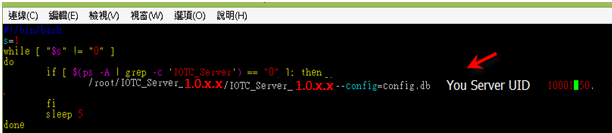 連線(C) 編輯(E) 檢視(V) 視窗(W) 選項(O) 說明(H)
#!/bin/bash
s=1
while [ "$s" != "0" ]
do
if [ $(ps -A | grep -c 'IOTC_Server') == "0" ]; then
/root/IOTC_Server_1.0.x.x/IOTC_Server_1.0.x.x--Config=Config.db You Server UID 10001 50.
fi
sleep 5
done